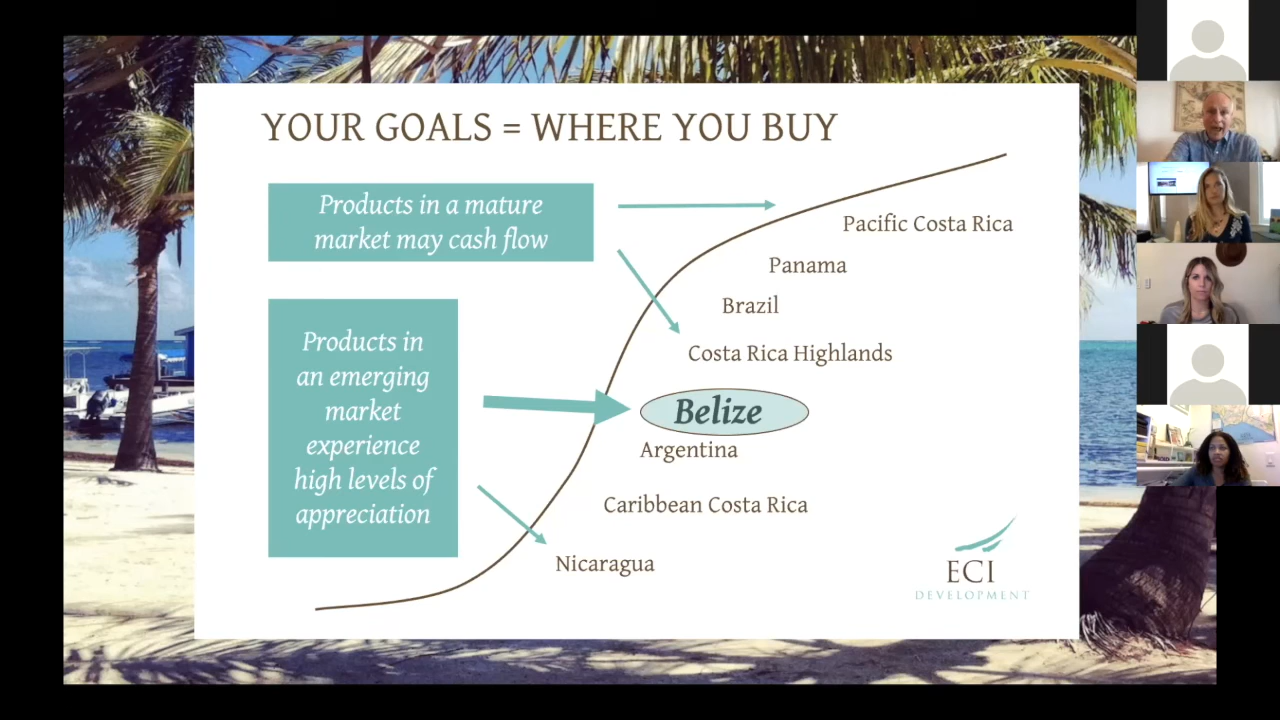 YOUR GOALS = WHERE YOU BUY
Products in a mature
market may cash flow
Products in
an emerging
market
experience
high levels of
appreciation
Pacific Costa Rica
Panama
Brazil
Costa Rica Highlands
Belize
Argentina
Caribbean Costa Rica
Nicaragua
ECI
DEVELOPMENT